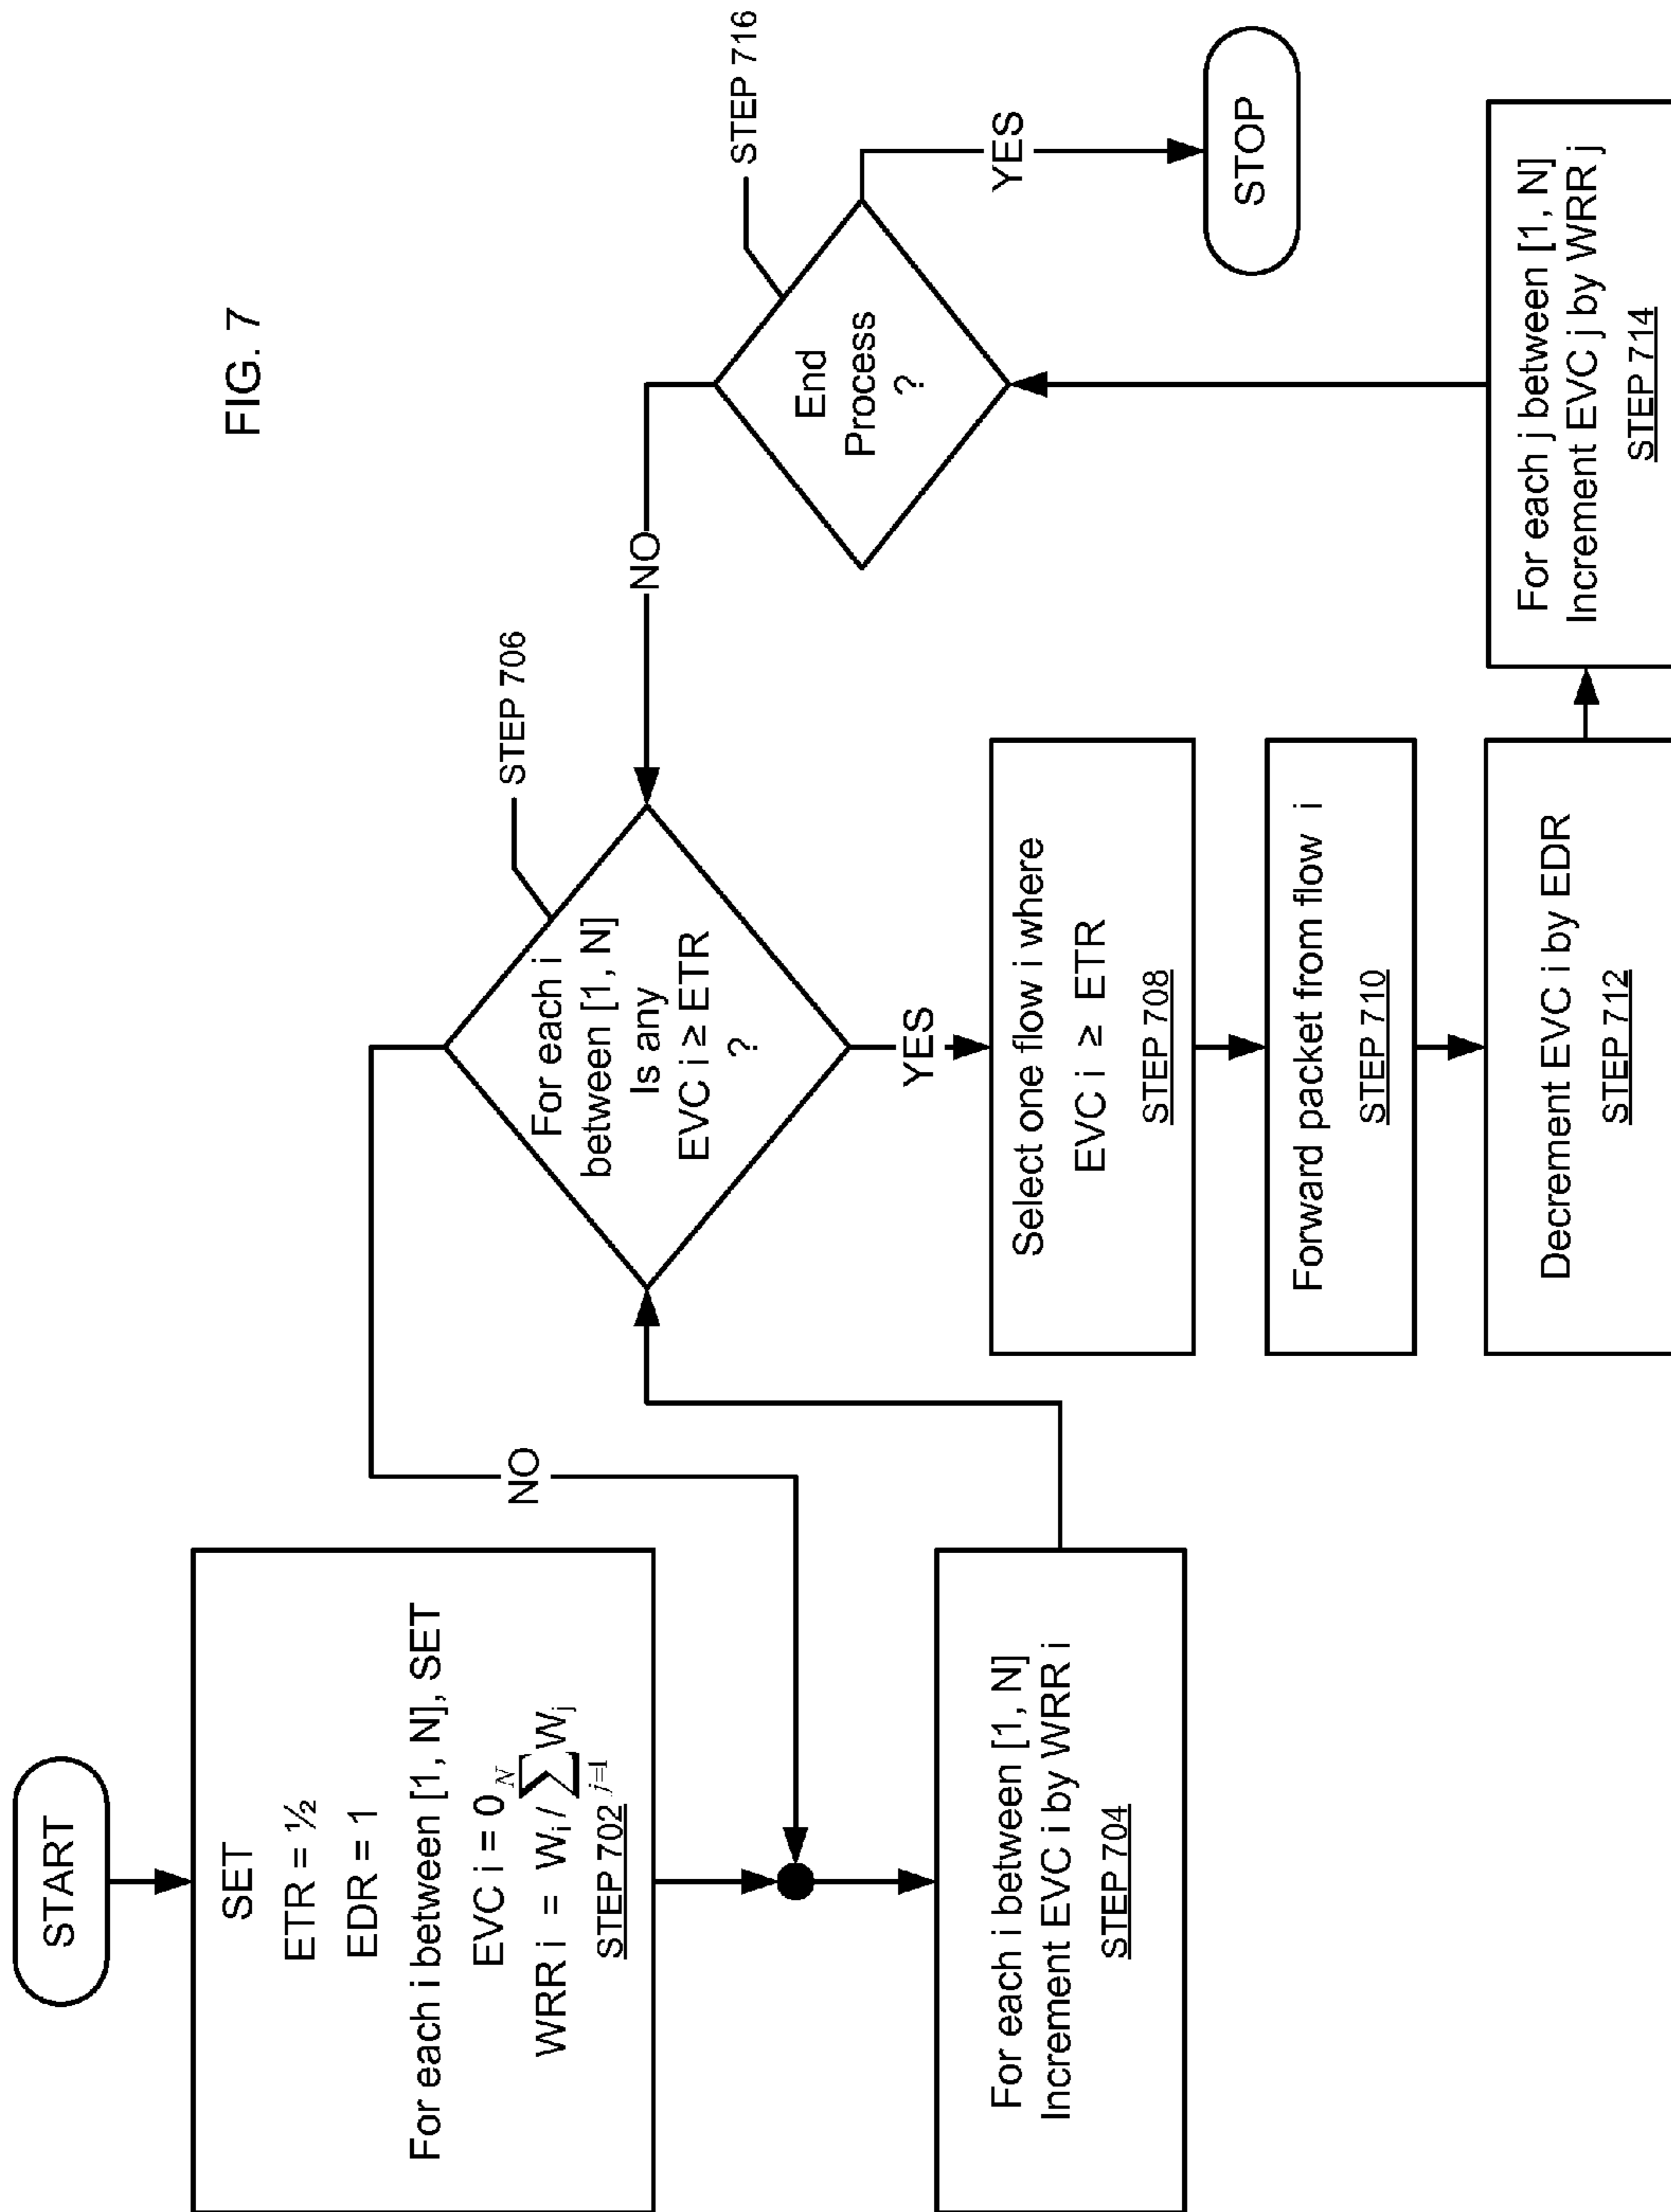 FIG. 7
START
SET
ETR = ½
EDR = 1
For each i between [1, N], SET
EVC i = 0
WRR i = W_i / \sum_{j=1}^{N} W_j
STEP 702
For each i between [1, N]
Increment EVC i by WRR i
STEP 704
NO
STEP 706
For each i
between [1, N]
Is any
EVC i ≥ ETR
?
YES
Select one flow i where
EVC i ≥ ETR
STEP 708
Forward packet from flow i
STEP 710
Decrement EVC i by EDR
STEP 712
For each j between [1, N]
Increment EVC j by WRR j
STEP 714
STEP 716
End
Process
?
NO
YES
STOP